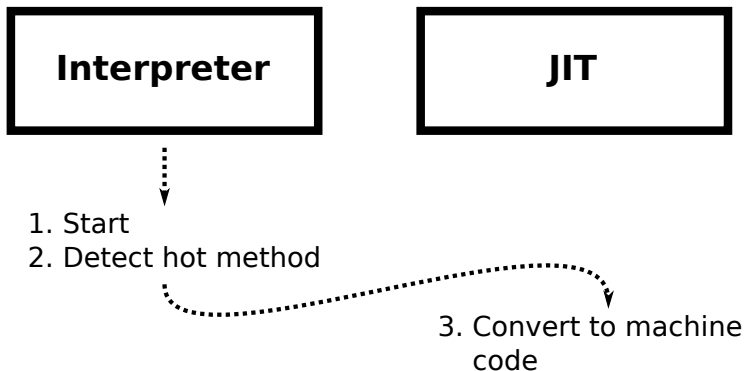 Interpreter
JIT
1. Start
2. Detect hot method
3. Convert to machine
code